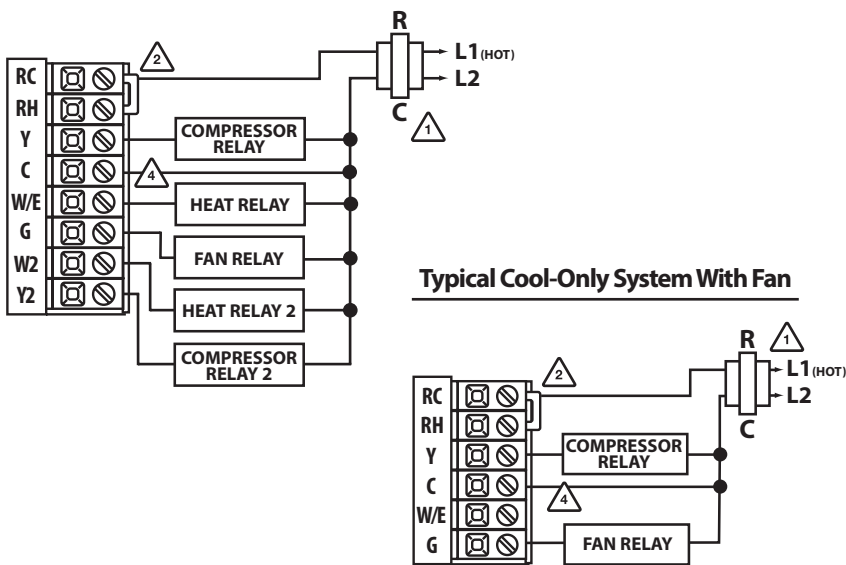 R
L1 (HOT)
L2
C
1
2
RC
RH
Y
C
W/E
G
W2
Y2
4
COMPRESSOR
RELAY
HEAT RELAY
FAN RELAY
HEAT RELAY 2
COMPRESSOR
RELAY 2
Typical Cool-Only System With Fan
R
1
L1 (HOT)
L2
C
2
RC
RH
Y
C
W/E
G
4
COMPRESSOR
RELAY
FAN RELAY